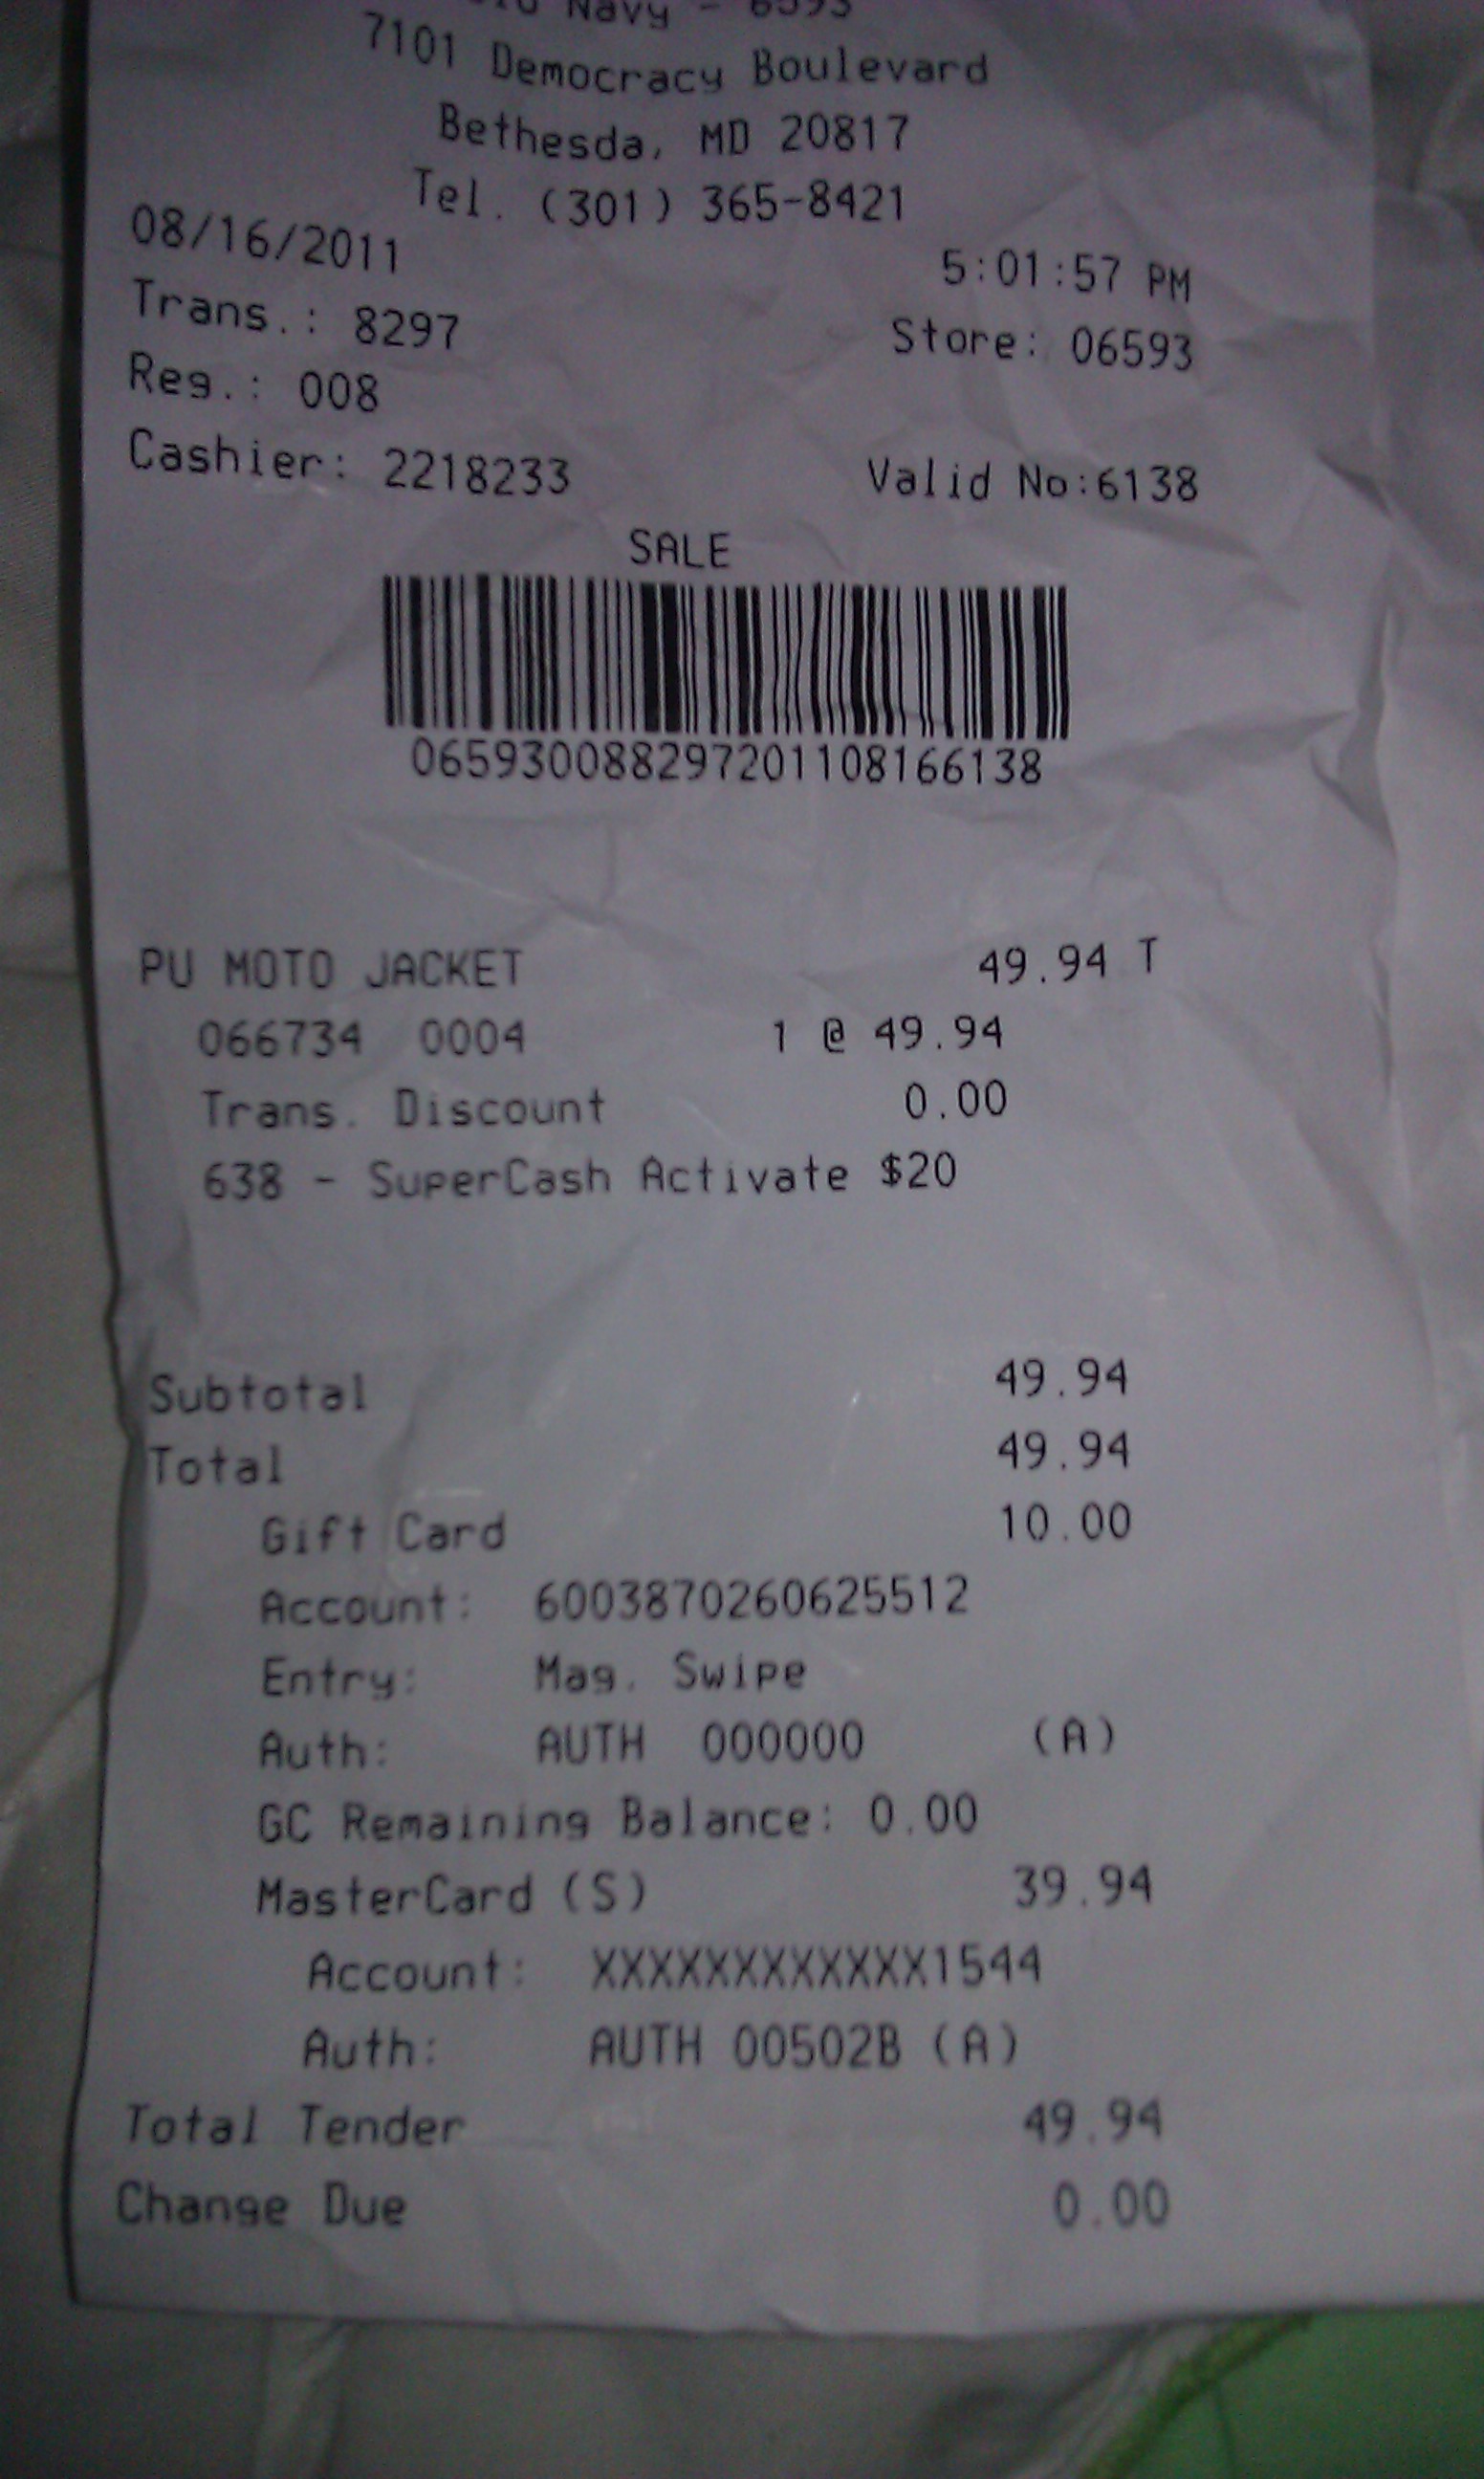 Navy - 6593
7101 Democracy Boulevard
Bethesda, MD 20817
Tel. (301) 365-8421
08/16/2011 5:01:57 PM
Trans.: 8297 Store: 06593
Reg.: 008
Cashier: 2218233 Valid No:6138
SALE
065930088297201108166138
PU MOTO JACKET 49.94 T
066734 0004 1 @ 49.94
Trans. Discount 0.00
638 - SuperCash Activate $20
Subtotal 49.94
Total 49.94
Gift Card 10.00
Account: 6003870260625512
Entry: Mag. Swipe
Auth: AUTH 000000 (A)
GC Remaining Balance: 0.00
MasterCard (S) 39.94
Account: XXXXXXXXXXXX1544
Auth: AUTH 00502B (A)
Total Tender 49.94
Change Due 0.00